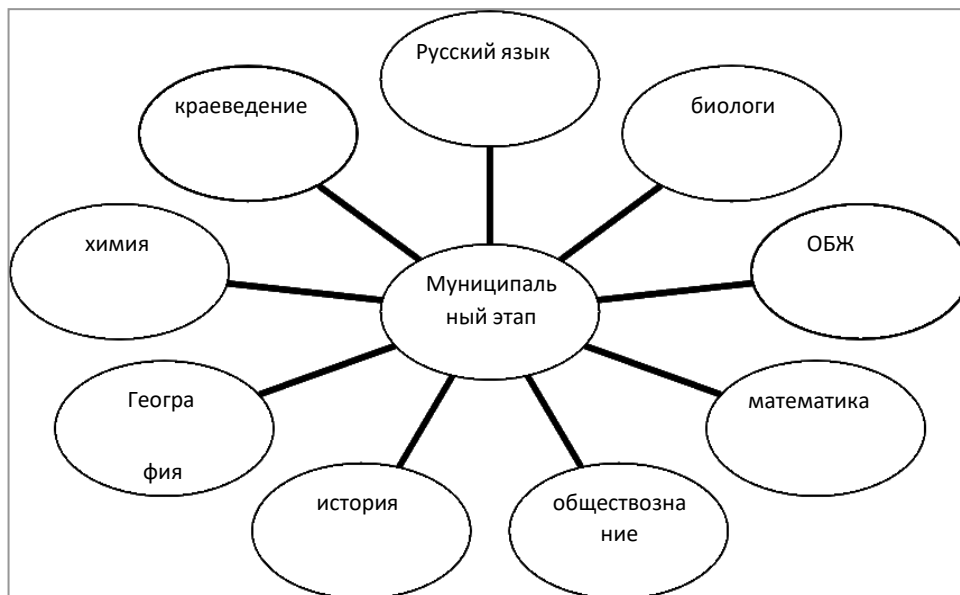 Русский язык
краеведение
биологи
химия
ОБЖ
Муниципаль
ный этап
Геогра
фия
математика
история
обществозна
ние